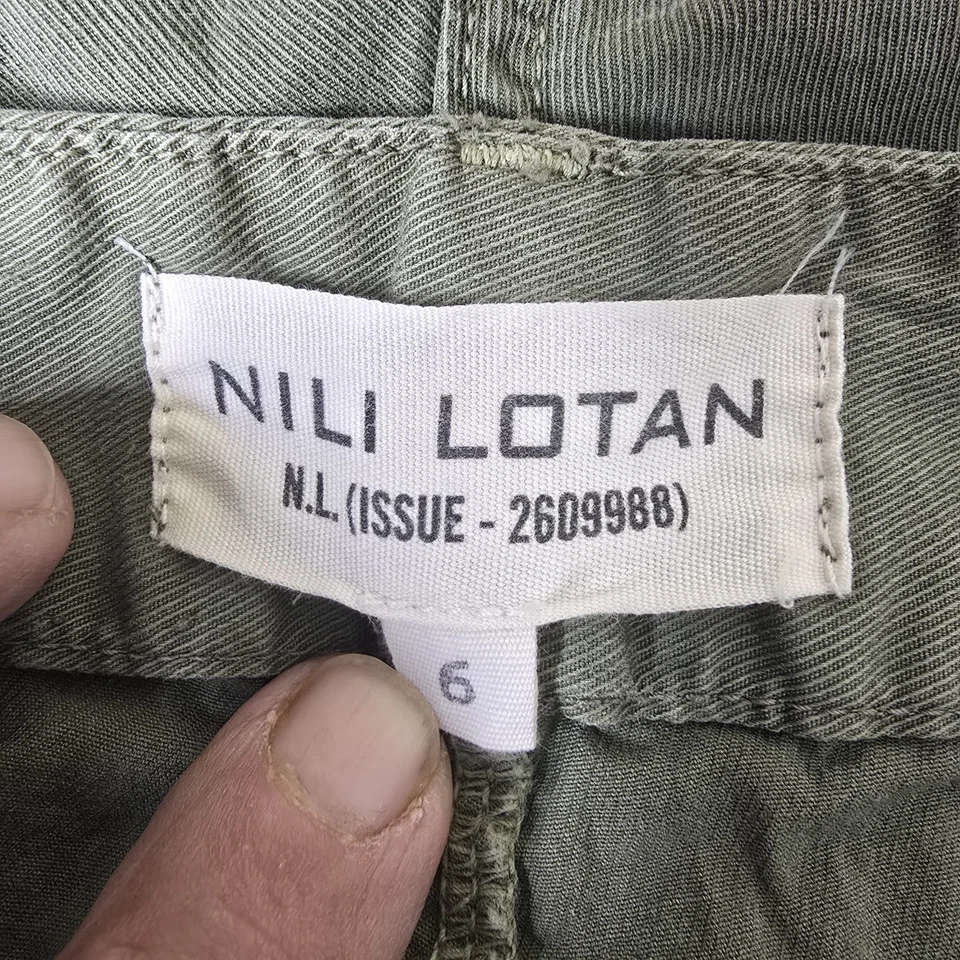 NILI LOTAN
N.L. (ISSUE - 2609988)
6